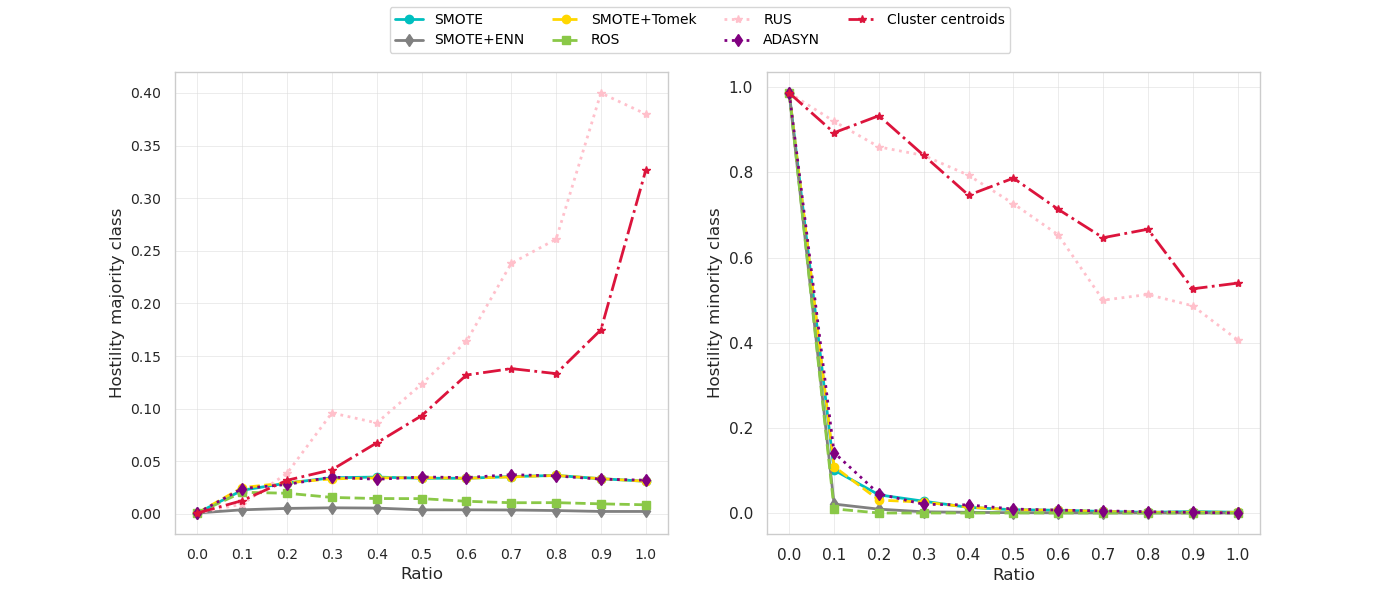 SMOTE SMOTE+Tomek RUS Cluster centroids
SMOTE+ENN ROS ADASYN
Hostility majority class
0.40
0.35
0.30
0.25
0.20
0.15
0.10
0.05
0.00
0.0 0.1 0.2 0.3 0.4 0.5 0.6 0.7 0.8 0.9 1.0
Ratio
Hostility minority class
1.0
0.8
0.6
0.4
0.2
0.0
0.0 0.1 0.2 0.3 0.4 0.5 0.6 0.7 0.8 0.9 1.0
Ratio